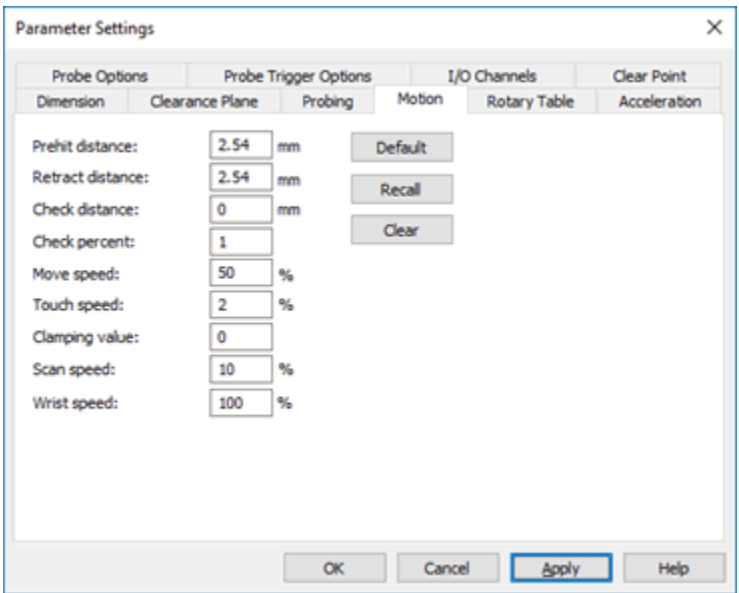 Parameter Settings
Probe Options Probe Trigger Options I/O Channels Clear Point
Dimension Clearance Plane Probing Motion Rotary Table Acceleration
Prehit distance: 2.54 mm Default
Retract distance: 2.54 mm Recall
Check distance: 0 mm
Check percent: 1 Clear
Move speed: 50 %
Touch speed: 2 %
Clamping value: 0
Scan speed: 10 %
Wrist speed: 100 %
OK Cancel Apply Help